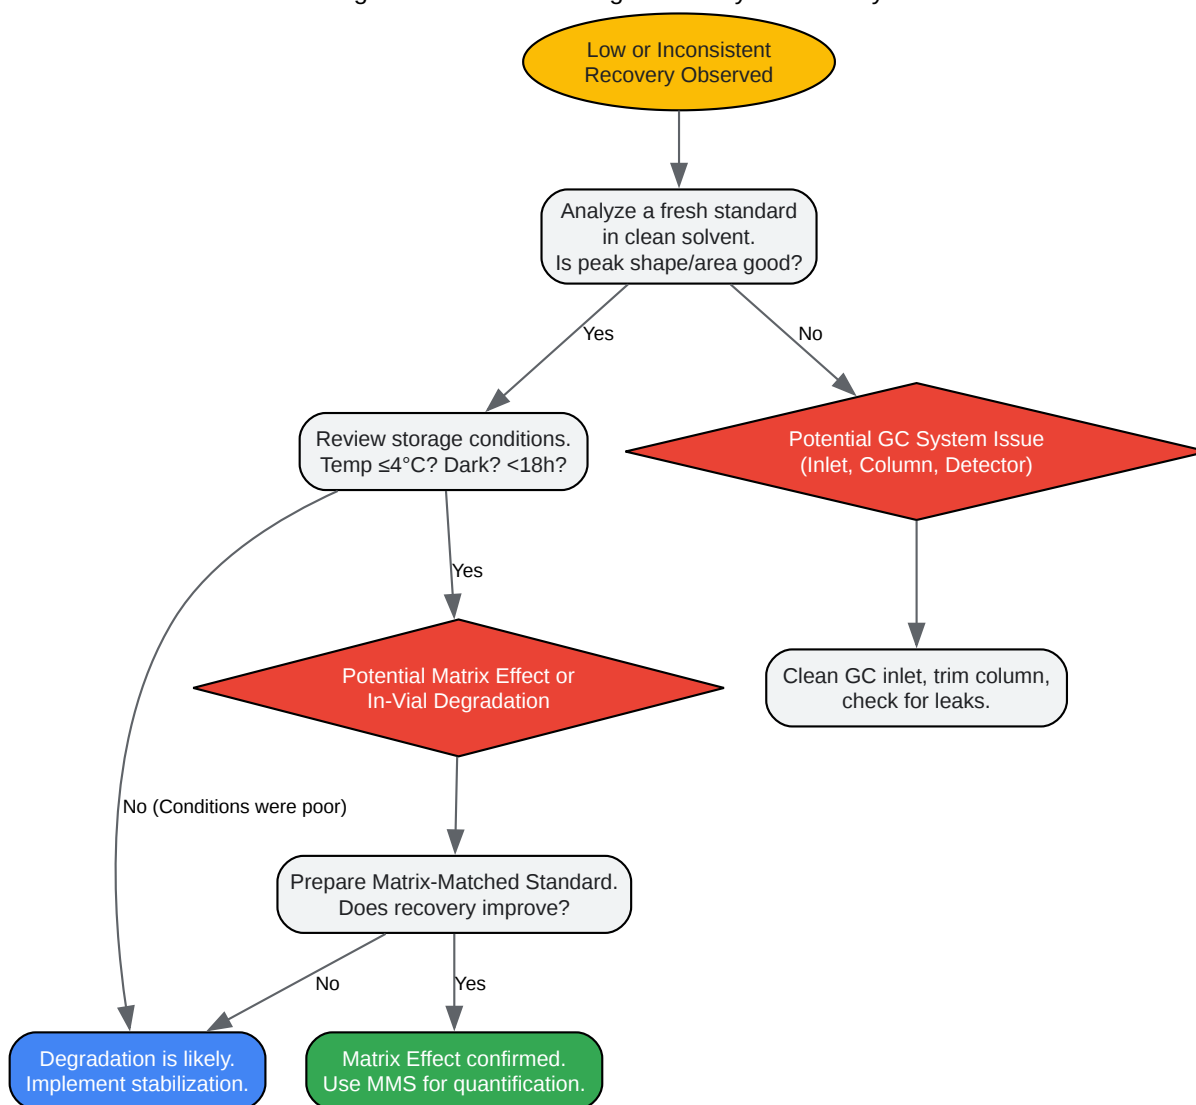 Low or Inconsistent
Recovery Observed
Analyze a fresh standard
in clean solvent.
Is peak shape/area good?
Yes
No
Review storage conditions.
Temp ≤4°C? Dark? <18h?
Potential GC System Issue
(Inlet, Column, Detector)
Yes
Potential Matrix Effect or
In-Vial Degradation
Clean GC inlet, trim column,
check for leaks.
No (Conditions were poor)
Prepare Matrix-Matched Standard.
Does recovery improve?
No
Yes
Degradation is likely.
Implement stabilization.
Matrix Effect confirmed.
Use MMS for quantification.